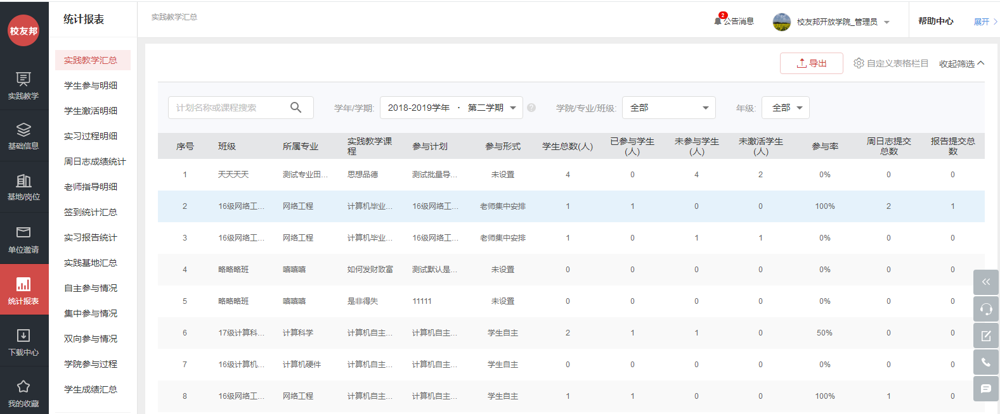 校友邦
统计报表
实践教学汇总
2
公告消息
校友邦开放学院_管理员
帮助中心
展开
实践教学
基础信息
基地/岗位
单位邀请
统计报表
下载中心
我的收藏
实践教学汇总
学生参与明细
学生激活明细
实习过程明细
周日志成绩统计
老师指导明细
签到统计汇总
实习报告统计
实践基地汇总
自主参与情况
集中参与情况
双向参与情况
学院参与过程
学生成绩汇总
导出 自定义表格栏目 收起筛选
计划名称或课程搜索 学年/学期: 2018-2019学年 · 第二学期 学院/专业/班级: 全部 年级: 全部
序号 班级 所属专业 实践教学课程 参与计划 参与形式 学生总数(人) 已参与学生(人) 未参与学生(人) 未激活学生(人) 参与率 周日志提交总数 报告提交总数
1 天天天天 测试专业田... 思想品德 测试批量导... 未设置 4 0 4 2 0% 0 0
2 16级网络工... 网络工程 计算机毕业... 16级网络工... 老师集中安排 1 1 0 0 100% 2 1
3 16级网络工... 网络工程 计算机毕业... 16级网络工... 老师集中安排 1 0 1 1 0% 0 0
4 略略略班 嘻嘻嘻 如何发财致富 测试默认是... 未设置 0 0 0 0 0% 0 0
5 略略略班 嘻嘻嘻 是非得失 11111 未设置 0 0 0 0 0% 0 0
6 17级计算科... 计算科学 计算机自主... 计算机自主... 学生自主 2 1 1 0 50% 0 0
7 16级计算机... 计算机硬件 计算机自主... 计算机自主... 学生自主 0 0 0 0 0% 0 0
8 16级网络工... 网络工程 计算机自主... 计算机自主... 学生自主 1 1 0 0 100% 1 0